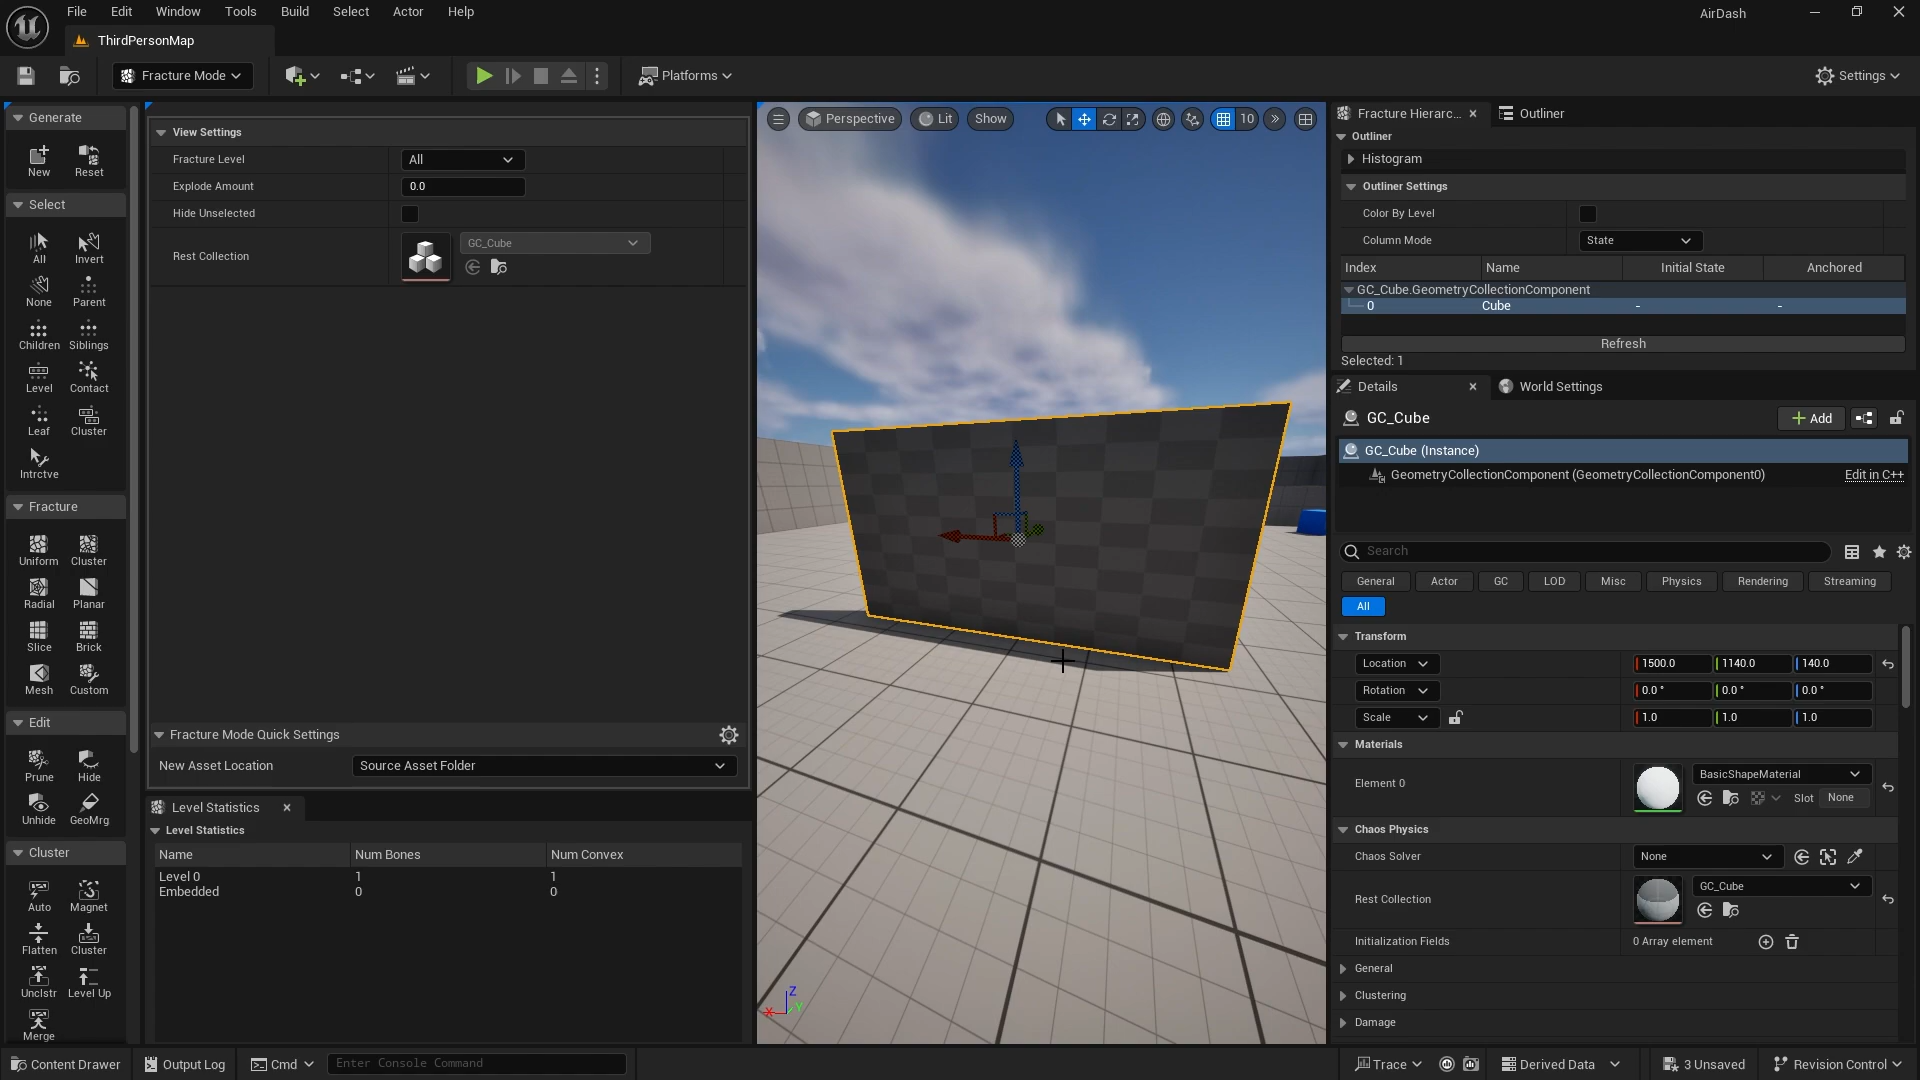 File Edit Window Tools Build Select Actor Help
AirDash
ThirdPersonMap
Fracture Mode
Platforms
Settings
Generate
New Reset
Select
All Invert
None Parent
Children Siblings
Level Contact
Leaf Cluster
Intrctve
Fracture
Uniform Cluster
Radial Planar
Slice Brick
Mesh Custom
Edit
Prune Hide
Unhide GeoMrg
Cluster
Auto Magnet
Flatten Cluster
Unclstr Level Up
Merge
View Settings
Fracture Level All
Explode Amount 0.0
Hide Unselected
Rest Collection GC_Cube
Fracture Mode Quick Settings
New Asset Location Source Asset Folder
Level Statistics
Level Statistics
Name Num Bones Num Convex
Level 0 1 1
Embedded 0 0
Perspective Lit Show 10
Z
X Y
Fracture Hierarc... Outliner
Outliner
Histogram
Outliner Settings
Color By Level
Column Mode State
Index Name Initial State Anchored
GC_Cube.GeometryCollectionComponent
0 Cube - -
Refresh
Selected: 1
Details World Settings
GC_Cube Add
GC_Cube (Instance)
GeometryCollectionComponent (GeometryCollectionComponent0) Edit in C++
Search
General Actor GC LOD Misc Physics Rendering Streaming
All
Transform
Location 1500.0 1140.0 140.0
Rotation 0.0 ° 0.0 ° 0.0 °
Scale 1.0 1.0 1.0
Materials
Element 0 BasicShapeMaterial
Slot None
Chaos Physics
Chaos Solver None
Rest Collection GC_Cube
Initialization Fields 0 Array element
General
Clustering
Damage
Content Drawer Output Log Cmd Enter Console Command Trace Derived Data 3 Unsaved Revision Control